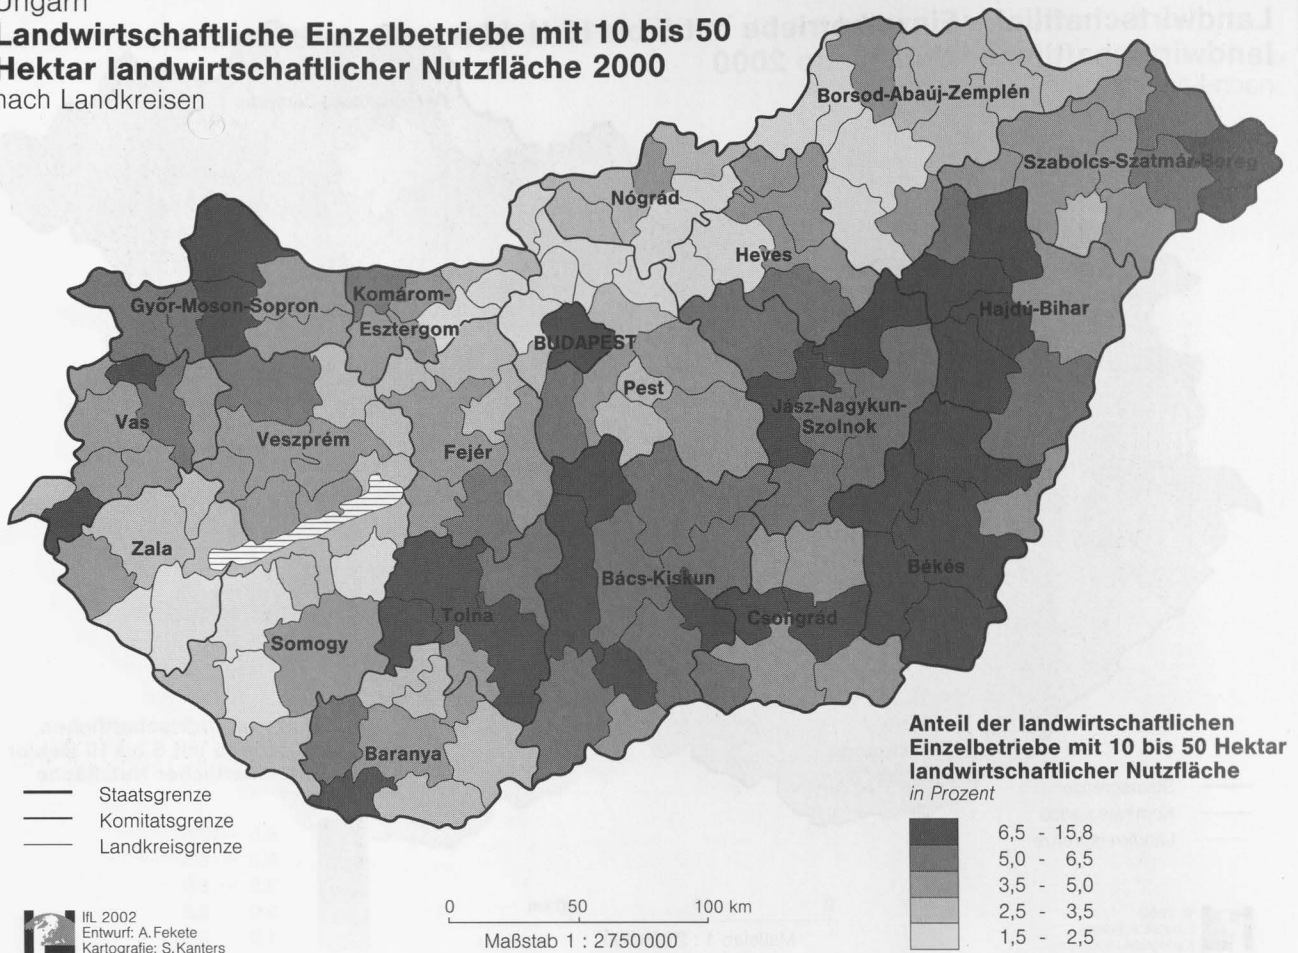 Ungarn
Landwirtschaftliche Einzelbetriebe mit 10 bis 50
Hektar landwirtschaftlicher Nutzfläche 2000
nach Landkreisen
Borsod-Abaúj-Zemplén
Szabolcs-Szatmár-Bereg
Nógrád
Heves
Győr-Moson-Sopron
Komárom-
Esztergom
Hajdú-Bihar
BUDAPEST
Pest
Jász-Nagykun-
Szolnok
Vas
Veszprém
Fejér
Zala
Bács-Kiskun
Békés
Tolna
Csongrád
Somogy
Baranya
Staatsgrenze
Komitatsgrenze
Landkreisgrenze
Anteil der landwirtschaftlichen
Einzelbetriebe mit 10 bis 50 Hektar
landwirtschaftlicher Nutzfläche
in Prozent
6,5 - 15,8
5,0 - 6,5
3,5 - 5,0
2,5 - 3,5
1,5 - 2,5
IfL 2002
Entwurf: A.Fekete
Kartografie: S.Kanters
0 50 100 km
Maßstab 1 : 2750000